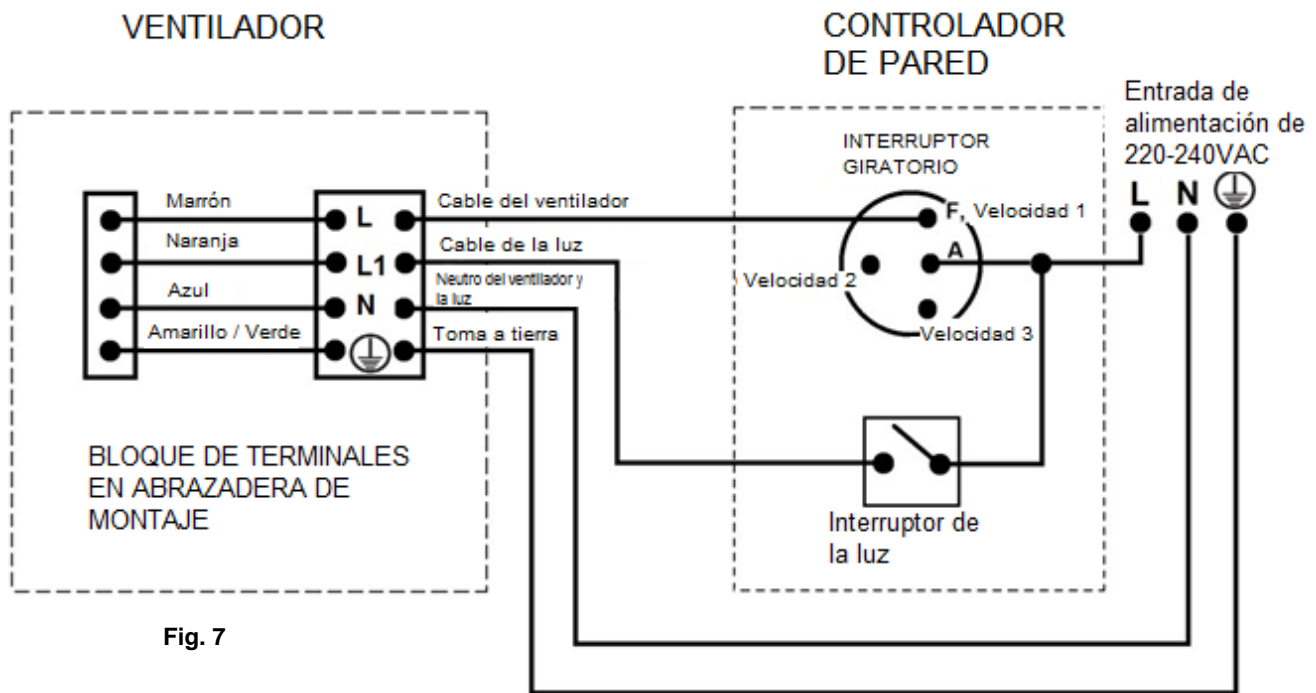 VENTILADOR
CONTROLADOR
DE PARED
Entrada de
alimentación de
220-240VAC
L N
INTERRUPTOR
GIRATORIO
Marrón
L
Cable del ventilador
F, Velocidad 1
Naranja
L1
Cable de la luz
A
Velocidad 2
Azul
N
Neutro del ventilador y
la luz
Amarillo / Verde
Toma a tierra
Velocidad 3
BLOQUE DE TERMINALES
EN ABRAZADERA DE
MONTAJE
Interruptor de
la luz
Fig. 7